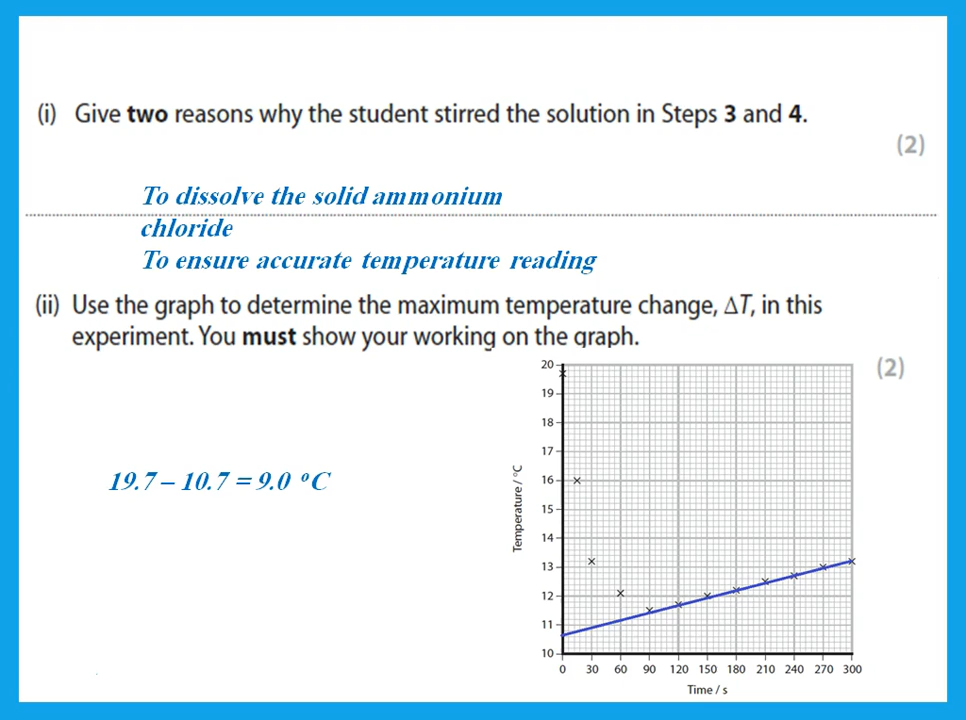 (i) Give two reasons why the student stirred the solution in Steps 3 and 4.
(2)
To dissolve the solid ammonium
chloride
To ensure accurate temperature reading
(ii) Use the graph to determine the maximum temperature change, ΔT, in this
experiment. You must show your working on the graph.
(2)
19.7 – 10.7 = 9.0 °C
Temperature / °C
20
19
18
17
16
15
14
13
12
11
10
0 30 60 90 120 150 180 210 240 270 300
Time / s